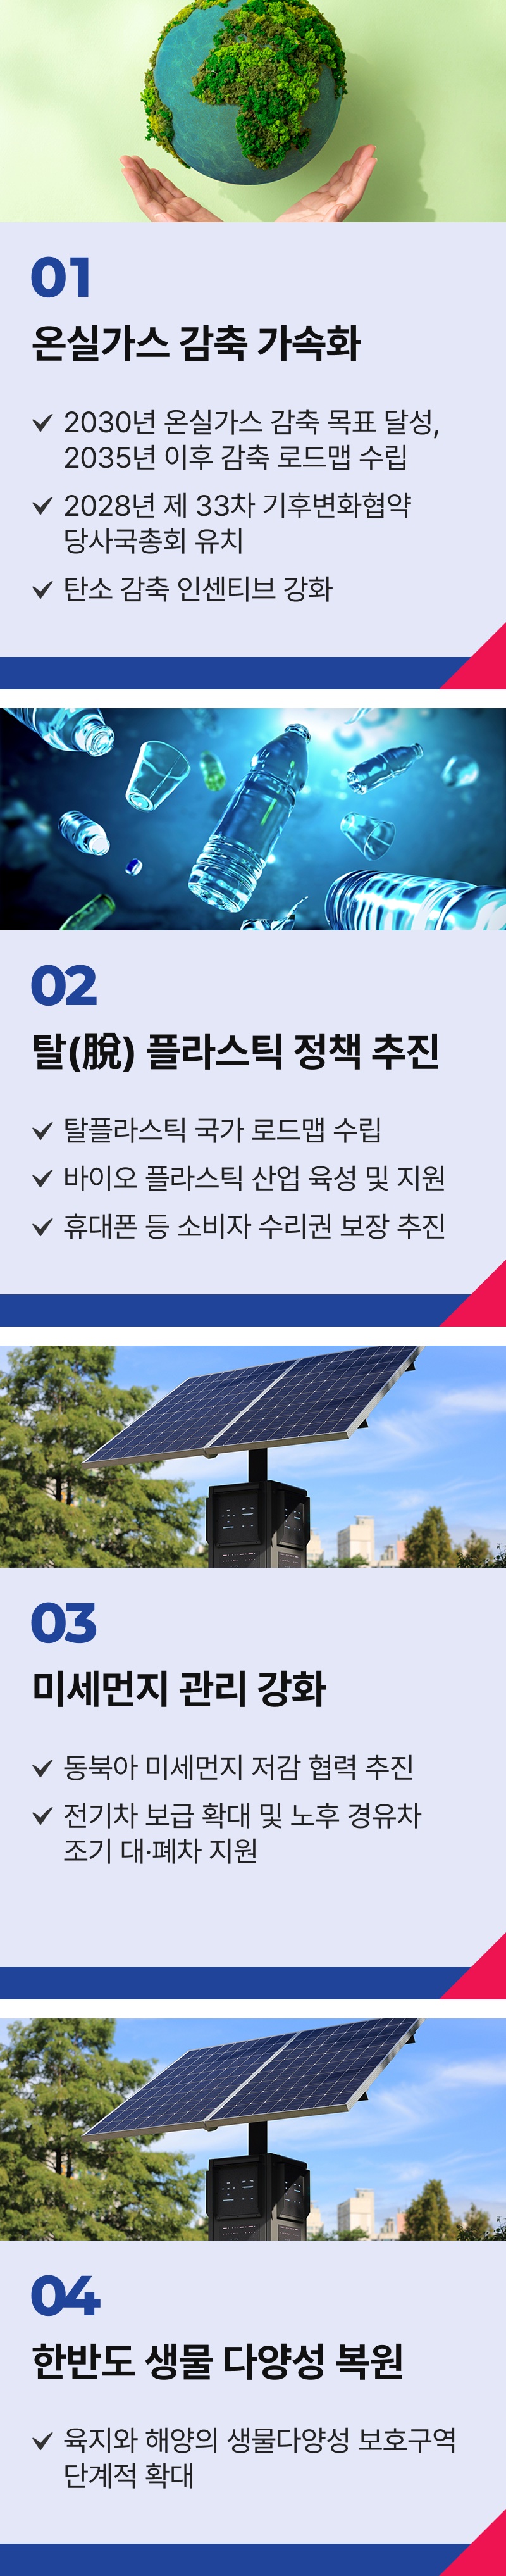 01
온실가스 감축 가속화
2030년 온실가스 감축 목표 달성,
2035년 이후 감축 로드맵 수립
2028년 제 33차 기후변화협약
당사국총회 유치
탄소 감축 인센티브 강화
02
탈(脫) 플라스틱 정책 추진
탈플라스틱 국가 로드맵 수립
바이오 플라스틱 산업 육성 및 지원
휴대폰 등 소비자 수리권 보장 추진
03
미세먼지 관리 강화
동북아 미세먼지 저감 협력 추진
전기차 보급 확대 및 노후 경유차
조기 대·폐차 지원
04
한반도 생물 다양성 복원
육지와 해양의 생물다양성 보호구역
단계적 확대